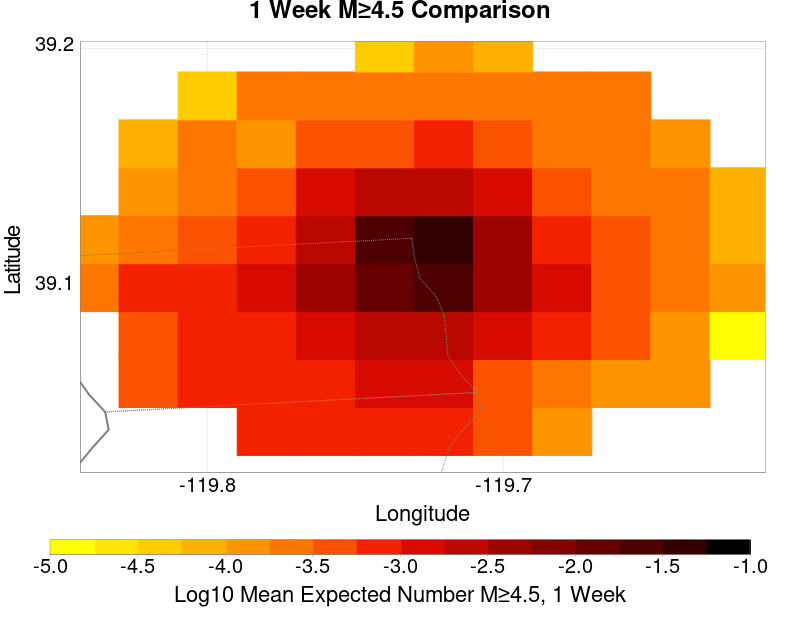 1 Week M≥4.5 Comparison
39.2
39.1
Latitude
-119.8 -119.7
Longitude
-5.0 -4.5 -4.0 -3.5 -3.0 -2.5 -2.0 -1.5 -1.0
Log10 Mean Expected Number M≥4.5, 1 Week